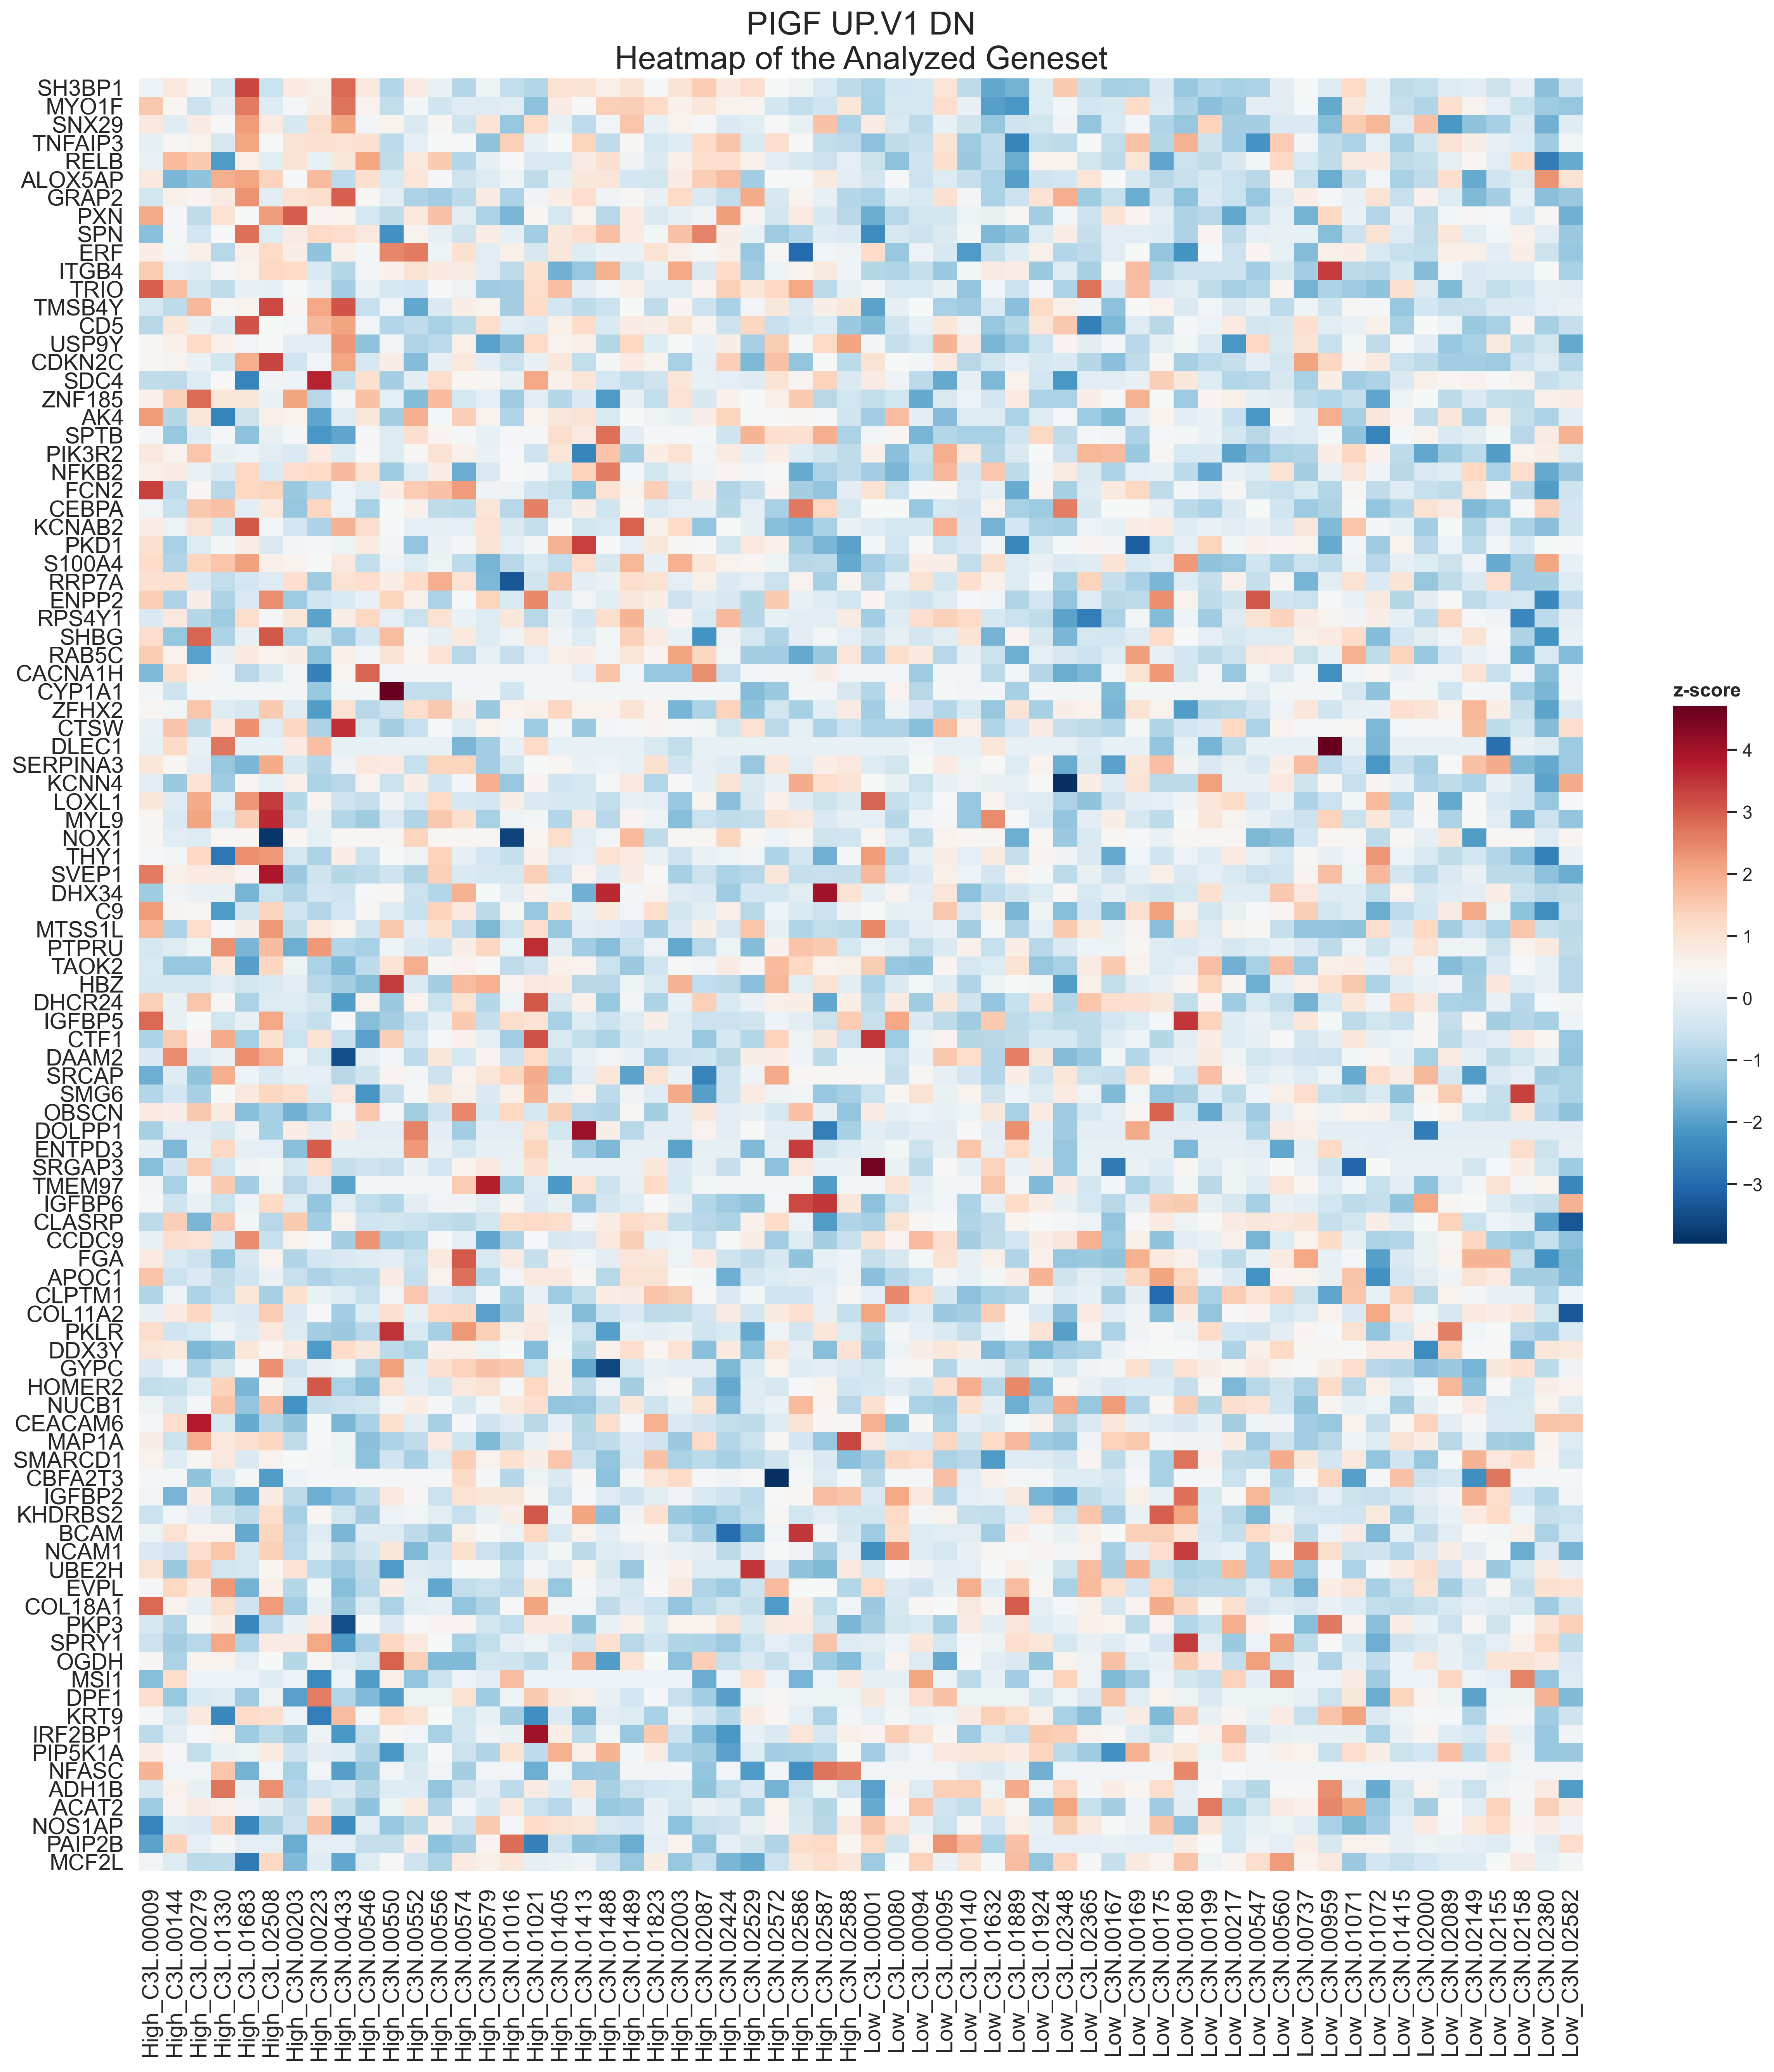 PIGF UP.V1 DN
Heatmap of the Analyzed Geneset
SH3BP1
MYO1F
SNX29
TNFAIP3
RELB
ALOX5AP
GRAP2
PXN
SPN
ERF
ITGB4
TRIO
TMSB4Y
CD5
USP9Y
CDKN2C
SDC4
ZNF185
AK4
SPTB
PIK3R2
NFKB2
FCN2
CEBPA
KCNAB2
PKD1
S100A4
RRP7A
ENPP2
RPS4Y1
SHBG
RAB5C
CACNA1H
CYP1A1
ZFHX2
CTSW
DLEC1
SERPINA3
KCNN4
LOXL1
MYL9
NOX1
THY1
SVEP1
DHX34
C9
MTSS1L
PTPRU
TAOK2
HBZ
DHCR24
IGFBP5
CTF1
DAAM2
SRCAP
SMG6
OBSCN
DOLPP1
ENTPD3
SRGAP3
TMEM97
IGFBP6
CLASRP
CCDC9
FGA
APOC1
CLPTM1
COL11A2
PKLR
DDX3Y
GYPC
HOMER2
NUCB1
CEACAM6
MAP1A
SMARCD1
CBFA2T3
IGFBP2
KHDRBS2
BCAM
NCAM1
UBE2H
EVPL
COL18A1
PKP3
SPRY1
OGDH
MSI1
DPF1
KRT9
IRF2BP1
PIP5K1A
NFASC
ADH1B
ACAT2
NOS1AP
PAIP2B
MCF2L
High_C3L.00009
High_C3L.00144
High_C3L.00279
High_C3L.01330
High_C3L.01683
High_C3L.02508
High_C3N.00203
High_C3N.00223
High_C3N.00433
High_C3N.00546
High_C3N.00550
High_C3N.00552
High_C3N.00556
High_C3N.00574
High_C3N.00579
High_C3N.01016
High_C3N.01021
High_C3N.01405
High_C3N.01413
High_C3N.01488
High_C3N.01489
High_C3N.01823
High_C3N.02003
High_C3N.02087
High_C3N.02424
High_C3N.02529
High_C3N.02572
High_C3N.02586
High_C3N.02587
High_C3N.02588
Low_C3L.00001
Low_C3L.00080
Low_C3L.00094
Low_C3L.00095
Low_C3L.00140
Low_C3L.01632
Low_C3L.01889
Low_C3L.01924
Low_C3L.02348
Low_C3L.02365
Low_C3N.00167
Low_C3N.00169
Low_C3N.00175
Low_C3N.00180
Low_C3N.00199
Low_C3N.00217
Low_C3N.00547
Low_C3N.00560
Low_C3N.00737
Low_C3N.00959
Low_C3N.01071
Low_C3N.01072
Low_C3N.01415
Low_C3N.02000
Low_C3N.02089
Low_C3N.02149
Low_C3N.02155
Low_C3N.02158
Low_C3N.02380
Low_C3N.02582
z-score
4
3
2
1
0
−1
−2
−3